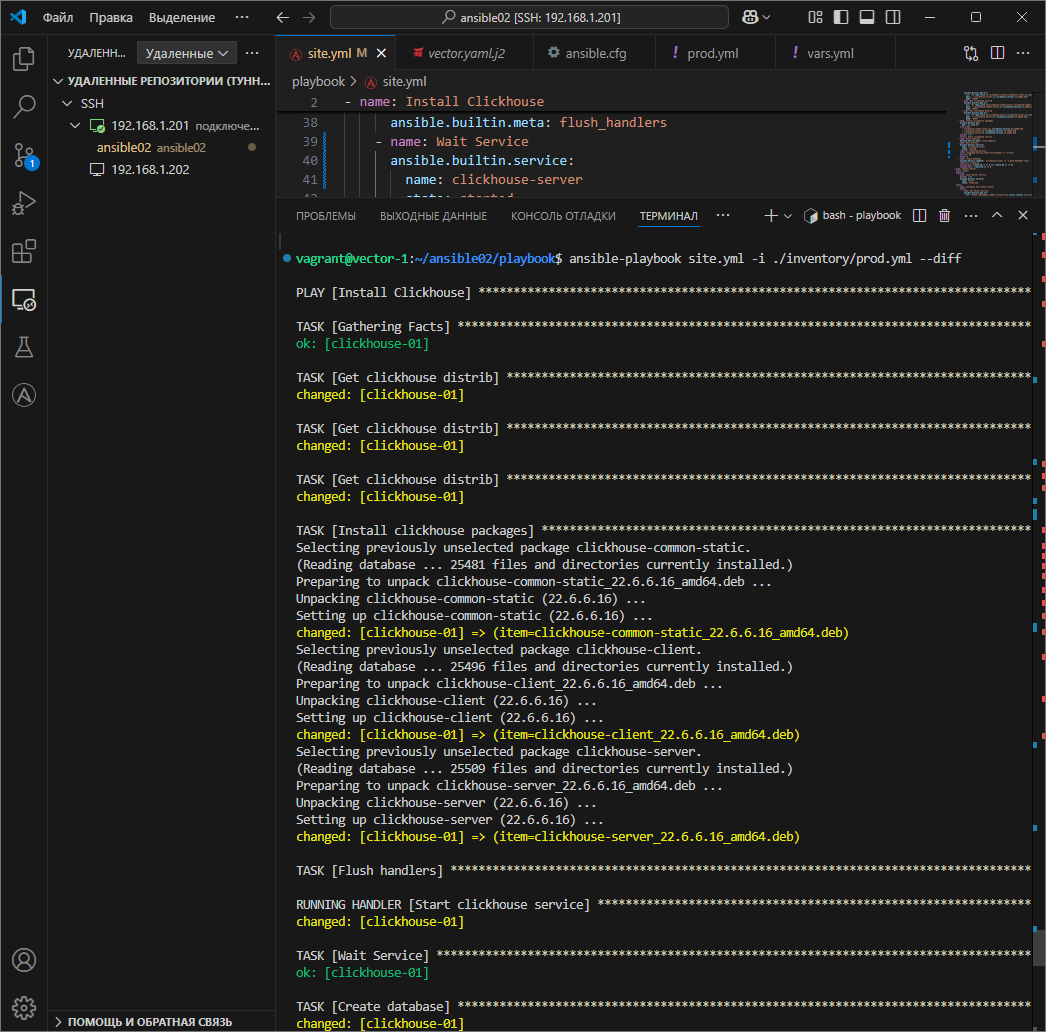 Файл Правка Выделение ··· ansible02 [SSH: 192.168.1.201]
УДАЛЕНН... Удаленные ···
УДАЛЕННЫЕ РЕПОЗИТОРИИ (ТУНН...
SSH
192.168.1.201 подключе...
ansible02 ansible02
192.168.1.202
1
ПОМОЩЬ И ОБРАТНАЯ СВЯЗЬ
site.yml M vector.yaml.j2 ansible.cfg ! prod.yml ! vars.yml
playbook > site.yml
2 - name: Install Clickhouse
38 ansible.builtin.meta: flush_handlers
39 - name: Wait Service
40 ansible.builtin.service:
41 name: clickhouse-server
ПРОБЛЕМЫ ВЫХОДНЫЕ ДАННЫЕ КОНСОЛЬ ОТЛАДКИ ТЕРМИНАЛ ··· bash - playbook
vagrant@vector-1:~/ansible02/playbook$ ansible-playbook site.yml -i ./inventory/prod.yml --diff
PLAY [Install Clickhouse] *******************************************************************************
TASK [Gathering Facts] **********************************************************************************
ok: [clickhouse-01]
TASK [Get clickhouse distrib] ***************************************************************************
changed: [clickhouse-01]
TASK [Get clickhouse distrib] ***************************************************************************
changed: [clickhouse-01]
TASK [Get clickhouse distrib] ***************************************************************************
changed: [clickhouse-01]
TASK [Install clickhouse packages] **********************************************************************
Selecting previously unselected package clickhouse-common-static.
(Reading database ... 25481 files and directories currently installed.)
Preparing to unpack clickhouse-common-static_22.6.6.16_amd64.deb ...
Unpacking clickhouse-common-static (22.6.6.16) ...
Setting up clickhouse-common-static (22.6.6.16) ...
changed: [clickhouse-01] => (item=clickhouse-common-static_22.6.6.16_amd64.deb)
Selecting previously unselected package clickhouse-client.
(Reading database ... 25496 files and directories currently installed.)
Preparing to unpack clickhouse-client_22.6.6.16_amd64.deb ...
Unpacking clickhouse-client (22.6.6.16) ...
Setting up clickhouse-client (22.6.6.16) ...
changed: [clickhouse-01] => (item=clickhouse-client_22.6.6.16_amd64.deb)
Selecting previously unselected package clickhouse-server.
(Reading database ... 25509 files and directories currently installed.)
Preparing to unpack clickhouse-server_22.6.6.16_amd64.deb ...
Unpacking clickhouse-server (22.6.6.16) ...
Setting up clickhouse-server (22.6.6.16) ...
changed: [clickhouse-01] => (item=clickhouse-server_22.6.6.16_amd64.deb)
TASK [Flush handlers] ***********************************************************************************
RUNNING HANDLER [Start clickhouse service] **************************************************************
changed: [clickhouse-01]
TASK [Wait Service] *************************************************************************************
ok: [clickhouse-01]
TASK [Create database] **********************************************************************************
changed: [clickhouse-01]